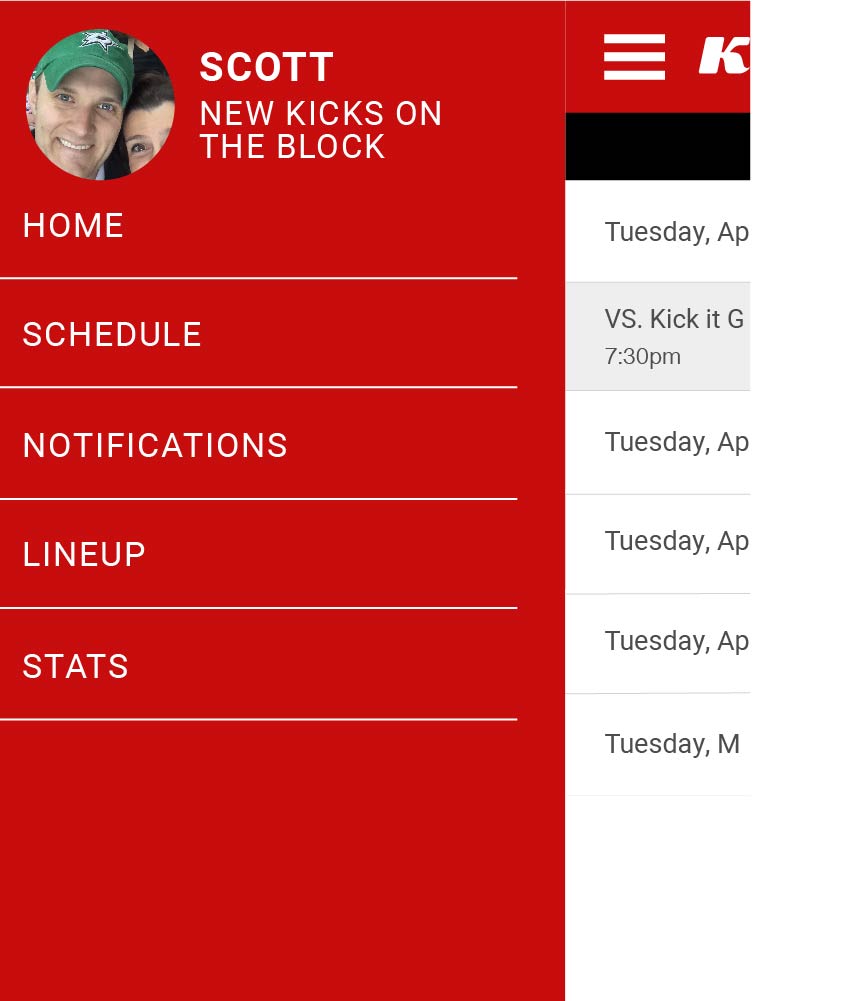 SCOTT
NEW KICKS ON
THE BLOCK
HOME
SCHEDULE
NOTIFICATIONS
LINEUP
STATS
K
Tuesday, Ap
VS. Kick it G
7:30pm
Tuesday, Ap
Tuesday, Ap
Tuesday, Ap
Tuesday, M